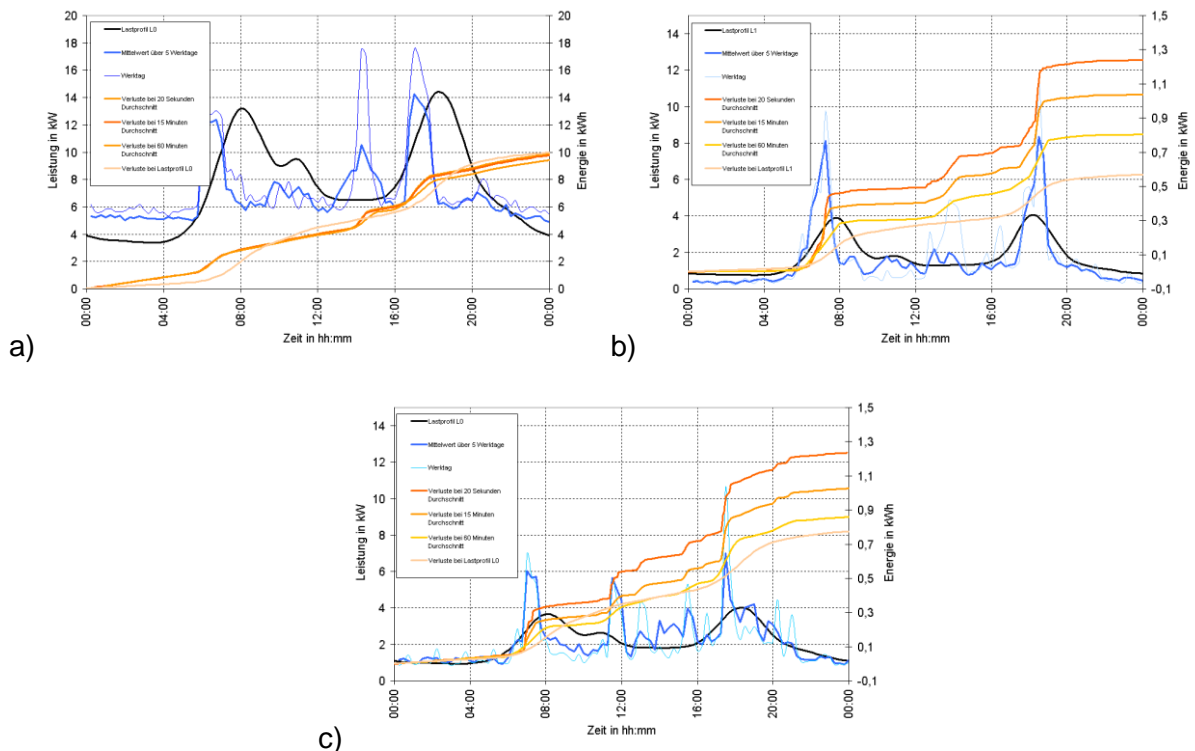 20
18
16
14
12
10
8
6
4
2
0
Leistung in kW
Lastprofil L0
Mittelwert über 5 Werktage
Werktag
Verluste bei 20 Sekunden
Durchschnitt
Verluste bei 15 Minuten
Durchschnitt
Verluste bei 60 Minuten
Durchschnitt
Verluste bei Lastprofil L0
20
18
16
14
12
10
8
6
4
2
0
Energie in kWh
00:00
04:00
08:00
12:00
16:00
20:00
00:00
Zeit in hh:mm
a)
14
12
10
8
6
4
2
0
Leistung in kW
Lastprofil L1
Mittelwert über 5 Werktage
Werktag
Verluste bei 20 Sekunden
Durchschnitt
Verluste bei 15 Minuten
Durchschnitt
Verluste bei 60 Minuten
Durchschnitt
Verluste bei Lastprofil L1
1,5
1,3
1,1
0,9
0,7
0,5
0,3
0,1
-0,1
Energie in kWh
00:00
04:00
08:00
12:00
16:00
20:00
00:00
Zeit in hh:mm
b)
14
12
10
8
6
4
2
0
Leistung in kW
Lastprofil L0
Mittelwert über 5 Werktage
Werktag
Verluste bei 20 Sekunden
Durchschnitt
Verluste bei 15 Minuten
Durchschnitt
Verluste bei 60 Minuten
Durchschnitt
Verluste bei Lastprofil L0
1,5
1,3
1,1
0,9
0,7
0,5
0,3
0,1
-0,1
Energie in kWh
00:00
04:00
08:00
12:00
16:00
20:00
00:00
Zeit in hh:mm
c)